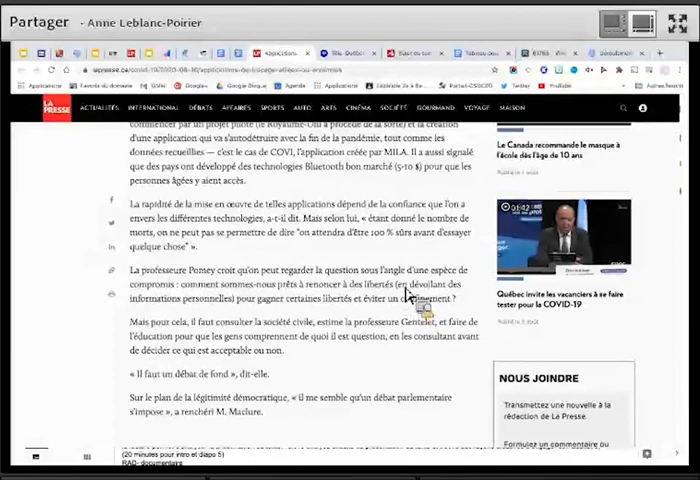 Partager - Anne Leblanc-Poirier
Applications
Favoris du domaine
GMel
Google+
Google Drive
Bing
Agenda
YouTube
LA PRESSE
ACTUALITÉS INTERNATIONAL DÉBATS AFFAIRES SPORTS AUTO ARTS CINÉMA SOCIÉTÉ GOURMAND VOYAGE MAISON
commencer par un projet pilote (le Royaume-Uni a procédé de la sorte) et la création
d'une application qui va s'autodétruire avec la fin de la pandémie, tout comme les
données recueillies — c'est le cas de COVI, l'application créée par MILA. Il a aussi signalé
que des pays ont développé des technologies Bluetooth bon marché (5-10 $) pour que les
personnes âgées y aient accès.
La rapidité de la mise en œuvre de telles applications dépend de la confiance que l'on a
envers les différentes technologies, a-t-il dit. Mais selon lui, « étant donné le nombre de
morts, on ne peut pas se permettre de dire "on attendra d'être 100 % sûrs avant d'essayer
quelque chose" ».
La professeure Pomey croit qu'on peut regarder la question sous l'angle d'une espèce de
compromis : comment sommes-nous prêts à renoncer à des libertés (en dévoilant des
informations personnelles) pour gagner certaines libertés et éviter un confinement ?
Mais pour cela, il faut consulter la société civile, estime la professeure Gentelet, et faire de
l'éducation pour que les gens comprennent de quoi il est question, en les consultant avant
de décider ce qui est acceptable ou non.
« Il faut un débat de fond », dit-elle.
Sur le plan de la légitimité démocratique, « il me semble qu'un débat parlementaire
s'impose », a renchéri M. Maclure.
Le Canada recommande le masque à
l'école dès l'âge de 10 ans
01:42
Québec invite les vacanciers à se faire
tester pour la COVID-19
NOUS JOINDRE
Transmettez une nouvelle à la
rédaction de La Presse.
Formulez un commentaire ou
(20 minutes pour intro et diapo 5)
RAD- documentaire